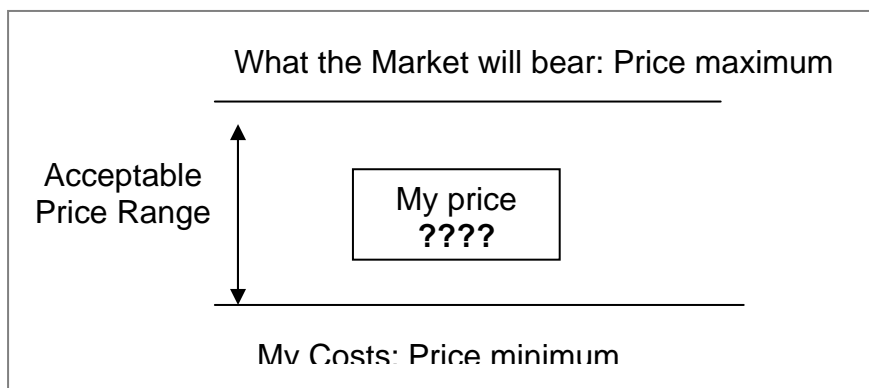 What the Market will bear: Price maximum
Acceptable
Price Range
My price
????
My Costs: Price minimum